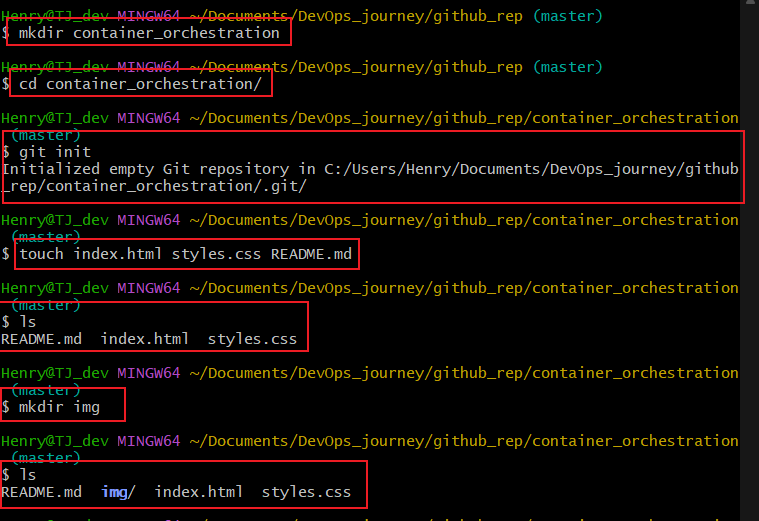 Henry@TJ_dev MINGW64 ~/Documents/DevOps_journey/github_rep (master)
$ mkdir container_orchestration
Henry@TJ_dev MINGW64 ~/Documents/DevOps_journey/github_rep (master)
$ cd container_orchestration/
Henry@TJ_dev MINGW64 ~/Documents/DevOps_journey/github_rep/container_orchestration
(master)
$ git init
Initialized empty Git repository in C:/Users/Henry/Documents/DevOps_journey/github
_rep/container_orchestration/.git/
Henry@TJ_dev MINGW64 ~/Documents/DevOps_journey/github_rep/container_orchestration
(master)
$ touch index.html styles.css README.md
Henry@TJ_dev MINGW64 ~/Documents/DevOps_journey/github_rep/container_orchestration
(master)
$ ls
README.md  index.html  styles.css
Henry@TJ_dev MINGW64 ~/Documents/DevOps_journey/github_rep/container_orchestration
(master)
$ mkdir img
Henry@TJ_dev MINGW64 ~/Documents/DevOps_journey/github_rep/container_orchestration
(master)
$ ls
README.md  img/  index.html  styles.css